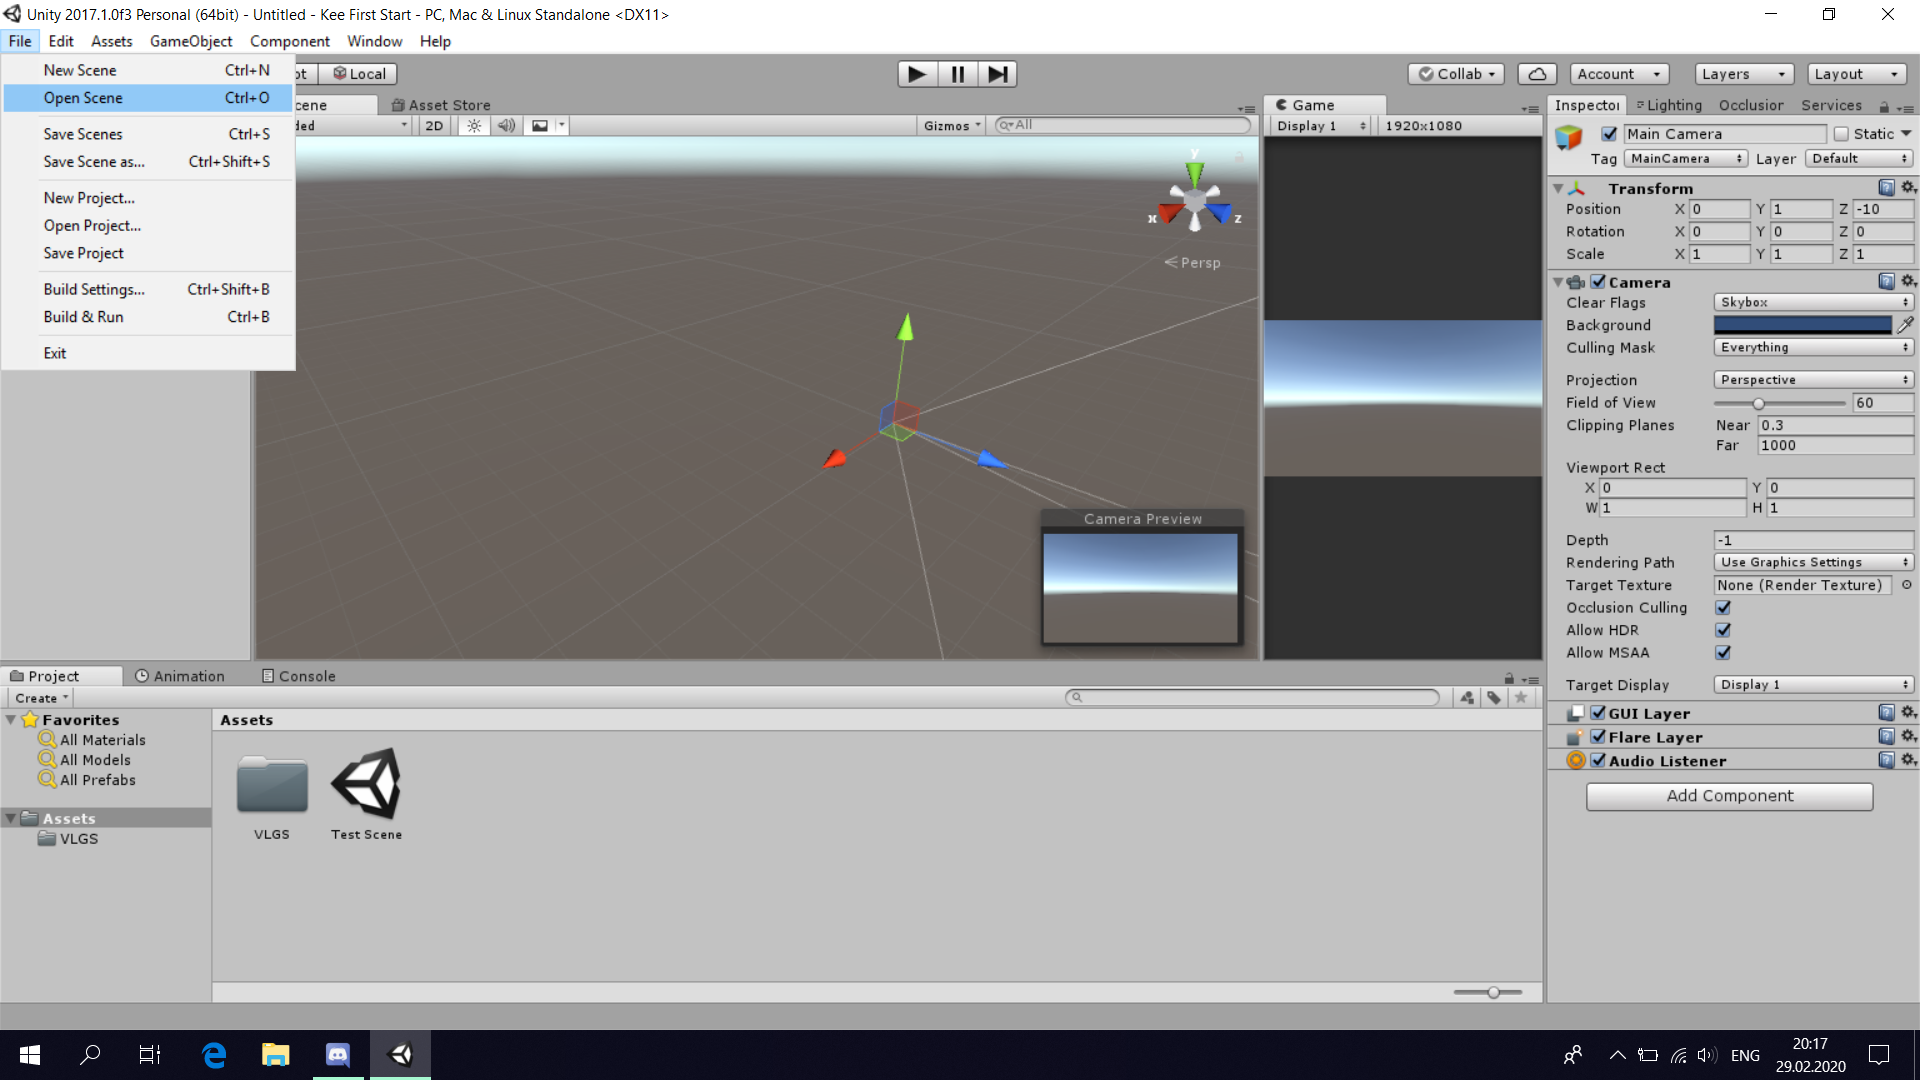 Unity 2017.1.0f3 Personal (64bit) - Untitled - Kee First Start - PC, Mac & Linux Standalone <DX11>
File Edit Assets GameObject Component Window Help
New Scene Ctrl+N
Open Scene Ctrl+O
Save Scenes Ctrl+S
Save Scene as... Ctrl+Shift+S
New Project...
Open Project...
Save Project
Build Settings... Ctrl+Shift+B
Build & Run Ctrl+B
Exit
ot Local
Collab Account Layers Layout
cene Asset Store
ded 2D Gizmos All
y
x z
Persp
Camera Preview
Game
Display 1 1920x1080
Inspector Lighting Occlusion Services
Main Camera Static
Tag MainCamera Layer Default
Transform
Position X 0 Y 1 Z -10
Rotation X 0 Y 0 Z 0
Scale X 1 Y 1 Z 1
Camera
Clear Flags Skybox
Background
Culling Mask Everything
Projection Perspective
Field of View 60
Clipping Planes Near 0.3
Far 1000
Viewport Rect
X 0 Y 0
W 1 H 1
Depth -1
Rendering Path Use Graphics Settings
Target Texture None (Render Texture)
Occlusion Culling
Allow HDR
Allow MSAA
Target Display Display 1
GUI Layer
Flare Layer
Audio Listener
Add Component
Project Animation Console
Create
Favorites
All Materials
All Models
All Prefabs
Assets
VLGS
Assets
VLGS Test Scene
ENG 20:17
29.02.2020